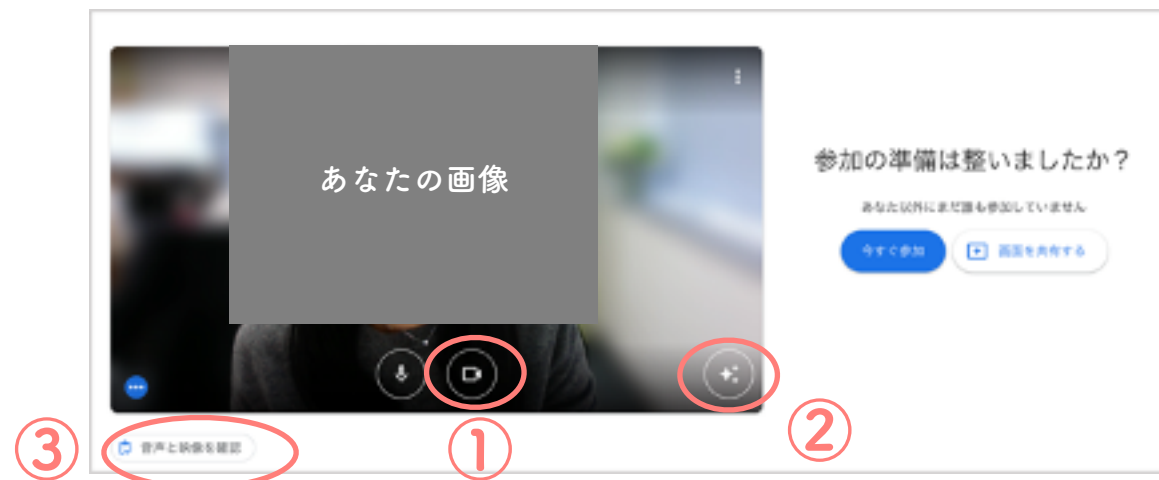 あなたの画像
参加の準備は整いましたか？
あなた以外にまだ誰も参加していません
今すぐ参加
画面を共有する
②
③
音声と映像を確認
①